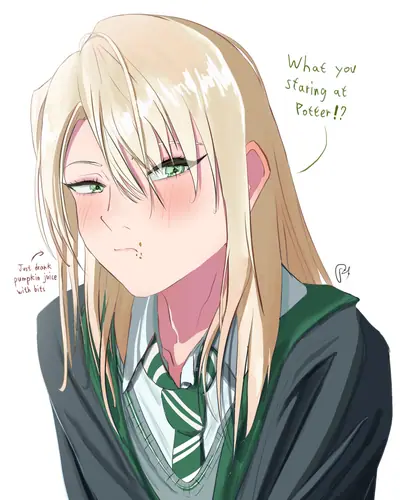 What you
staring at
Potter!?
Just drank
pumpkin juice
with bits